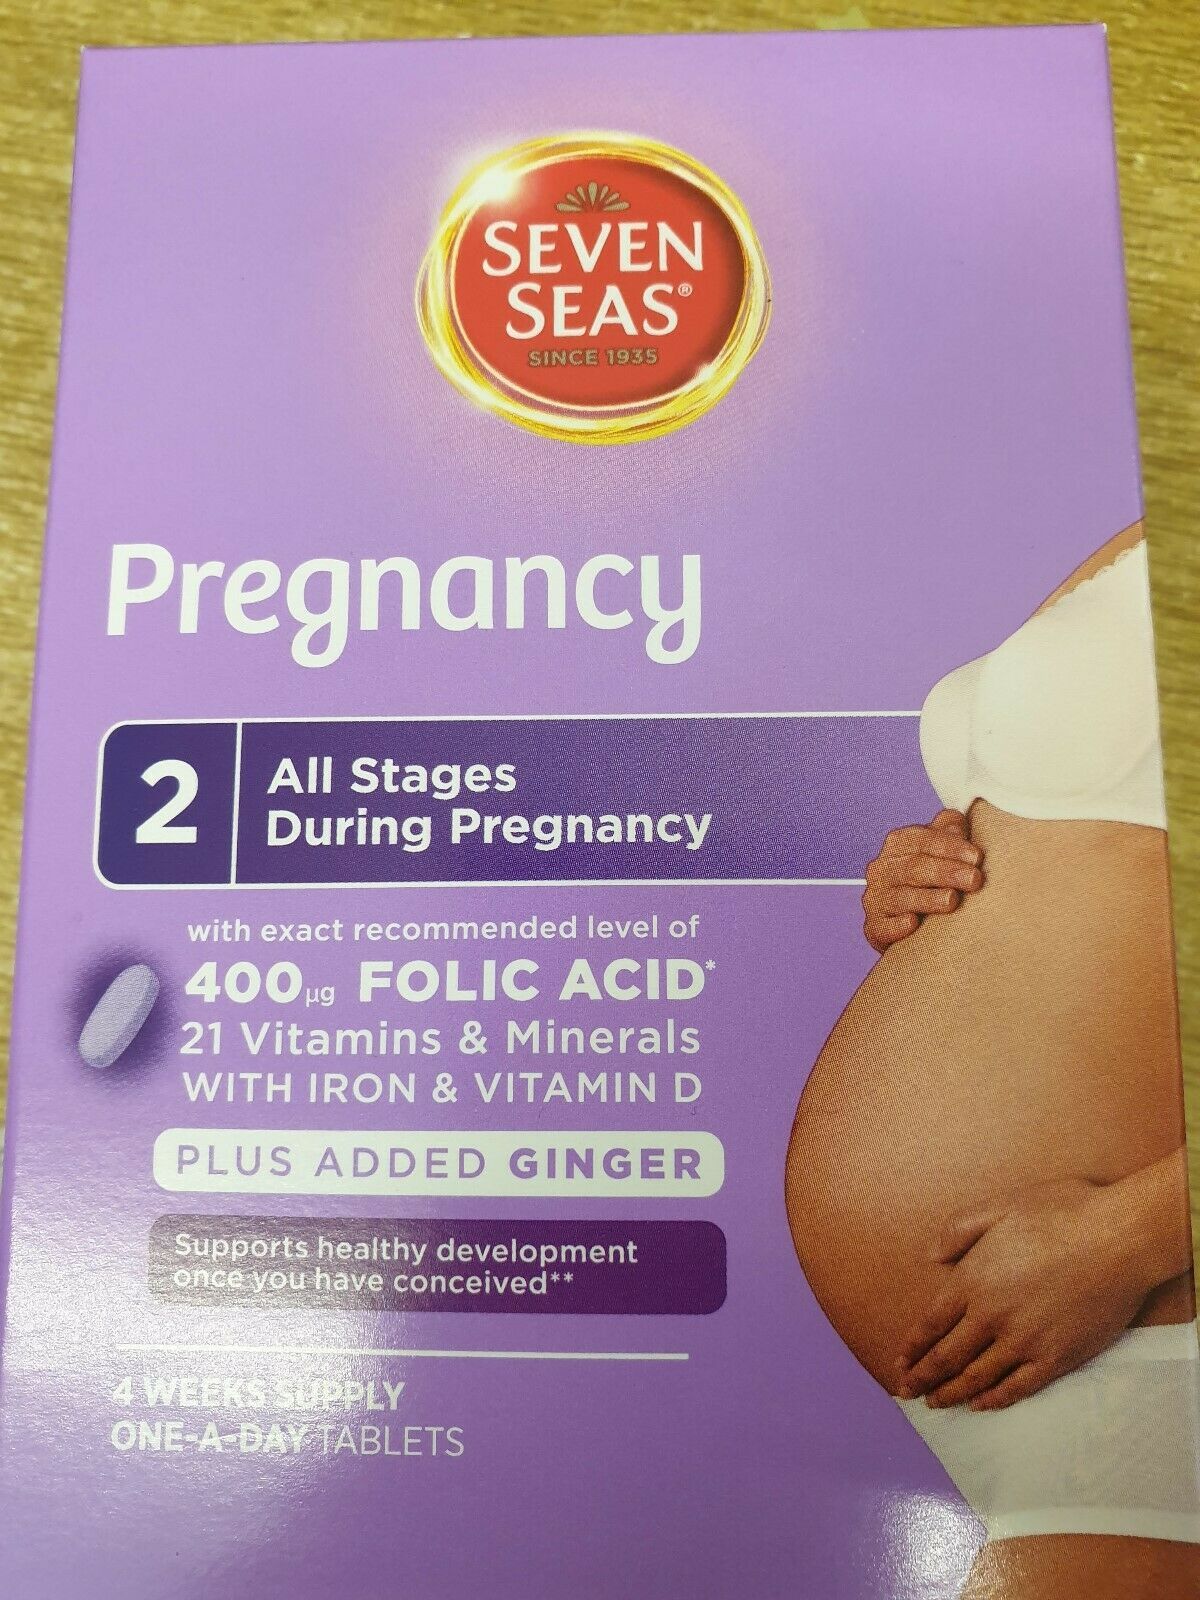 SEVEN
SEAS®
SINCE 1935
Pregnancy
2
All Stages
During Pregnancy
with exact recommended level of
400µg FOLIC ACID*
21 Vitamins & Minerals
WITH IRON & VITAMIN D
PLUS ADDED GINGER
Supports healthy development
once you have conceived**
4 WEEKS SUPPLY
ONE-A-DAY TABLETS